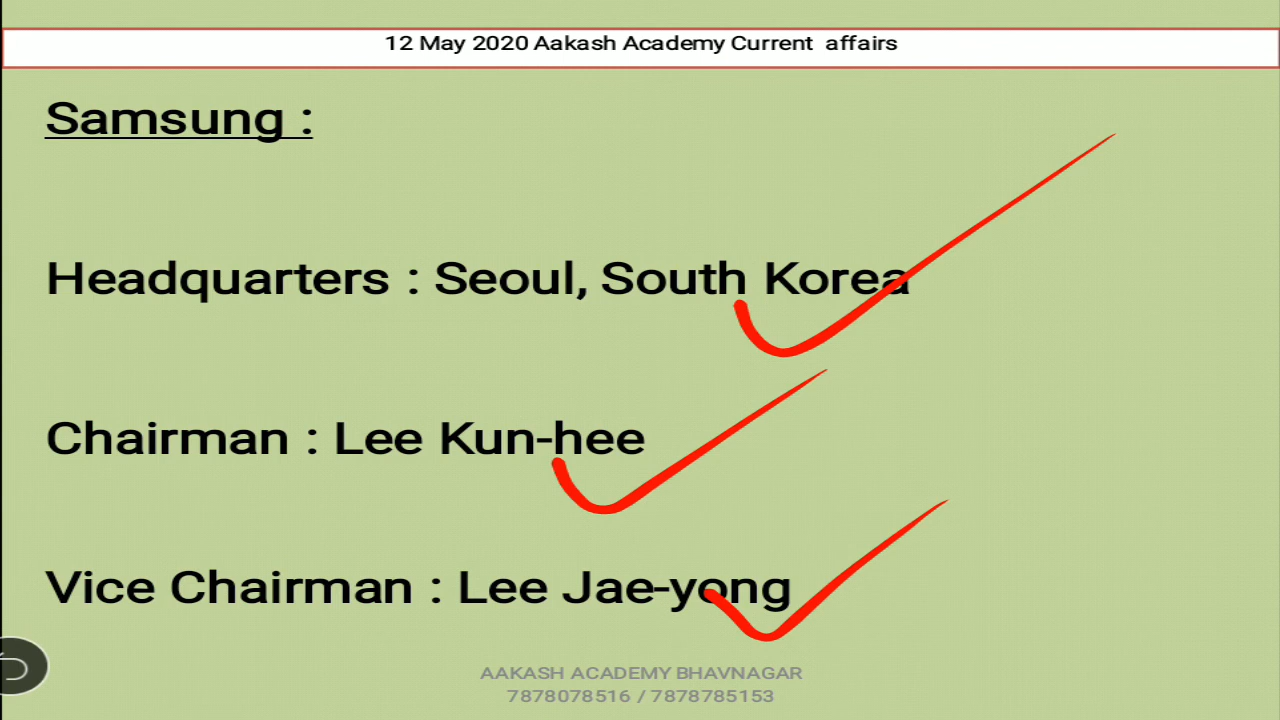 12 May 2020 Aakash Academy Current affairs
Samsung :
Headquarters : Seoul, South Korea
Chairman : Lee Kun-hee
Vice Chairman : Lee Jae-yong
AAKASH ACADEMY BHAVNAGAR
7878078516 / 7878785153